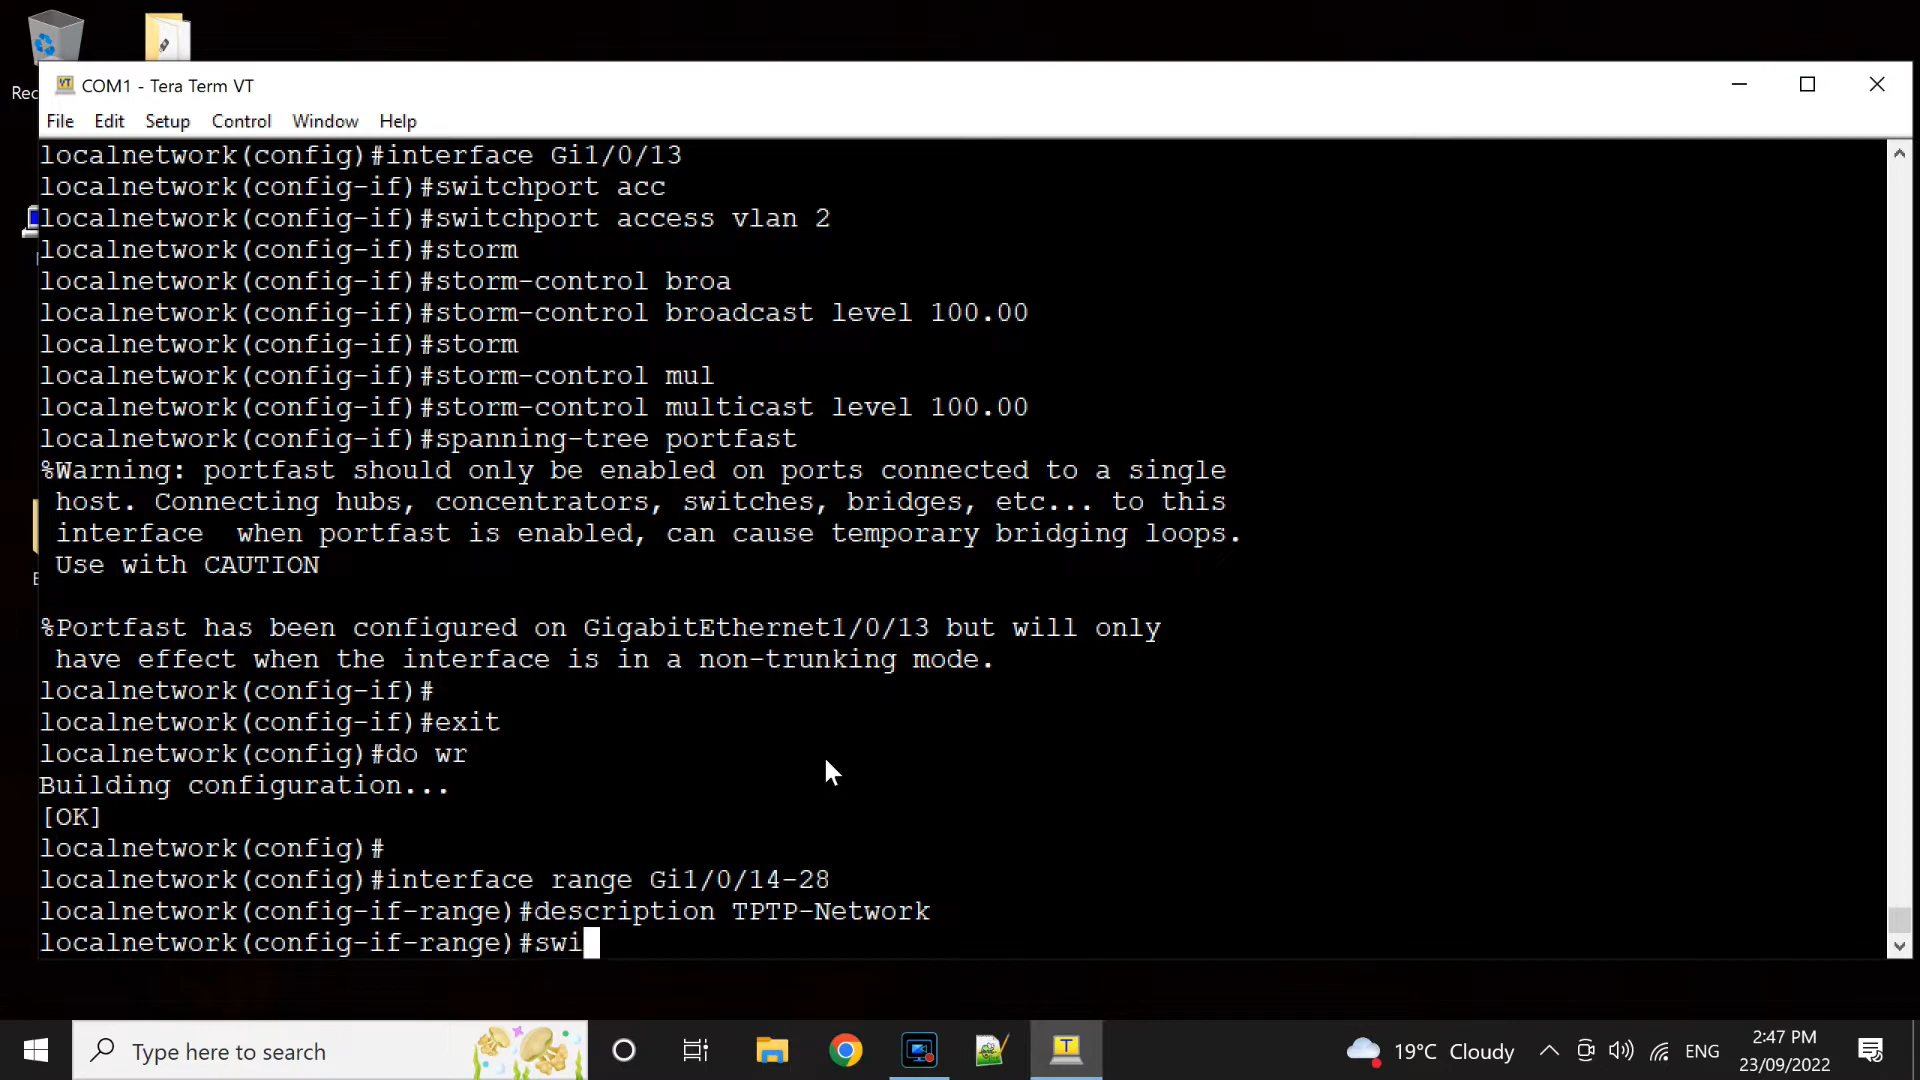 Rec
COM1 - Tera Term VT
File Edit Setup Control Window Help
localnetwork(config)#interface Gi1/0/13
localnetwork(config-if)#switchport acc
localnetwork(config-if)#switchport access vlan 2
localnetwork(config-if)#storm
localnetwork(config-if)#storm-control broa
localnetwork(config-if)#storm-control broadcast level 100.00
localnetwork(config-if)#storm
localnetwork(config-if)#storm-control mul
localnetwork(config-if)#storm-control multicast level 100.00
localnetwork(config-if)#spanning-tree portfast
%Warning: portfast should only be enabled on ports connected to a single
host. Connecting hubs, concentrators, switches, bridges, etc... to this
interface  when portfast is enabled, can cause temporary bridging loops.
Use with CAUTION
%Portfast has been configured on GigabitEthernet1/0/13 but will only
have effect when the interface is in a non-trunking mode.
localnetwork(config-if)#
localnetwork(config-if)#exit
localnetwork(config)#do wr
Building configuration...
[OK]
localnetwork(config)#
localnetwork(config)#interface range Gi1/0/14-28
localnetwork(config-if-range)#description TPTP-Network
localnetwork(config-if-range)#swi
Type here to search
19°C Cloudy
ENG
2:47 PM
23/09/2022